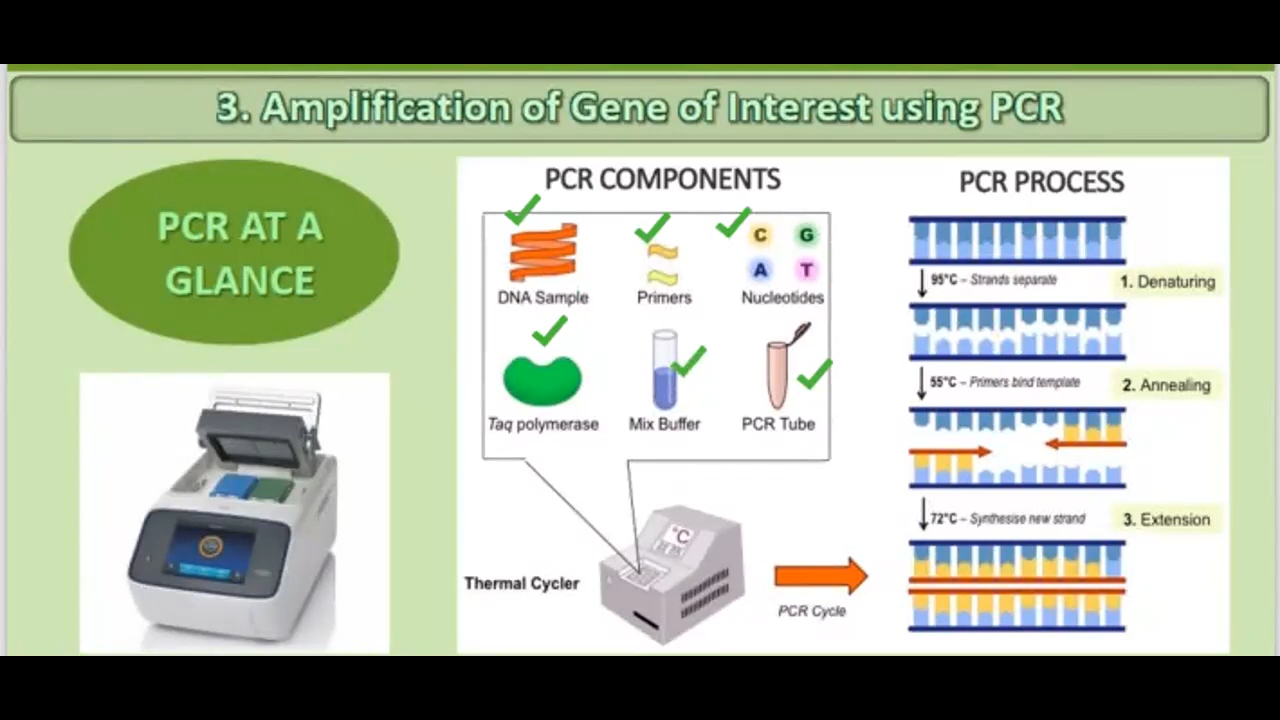 3. Amplification of Gene of Interest using PCR
PCR AT A
GLANCE
PCR COMPONENTS
C G
A T
DNA Sample Primers Nucleotides
Taq polymerase Mix Buffer PCR Tube
°C
Thermal Cycler
PCR Cycle
PCR PROCESS
95°C – Strands separate
1. Denaturing
55°C – Primers bind template
2. Annealing
72°C – Synthesise new strand
3. Extension